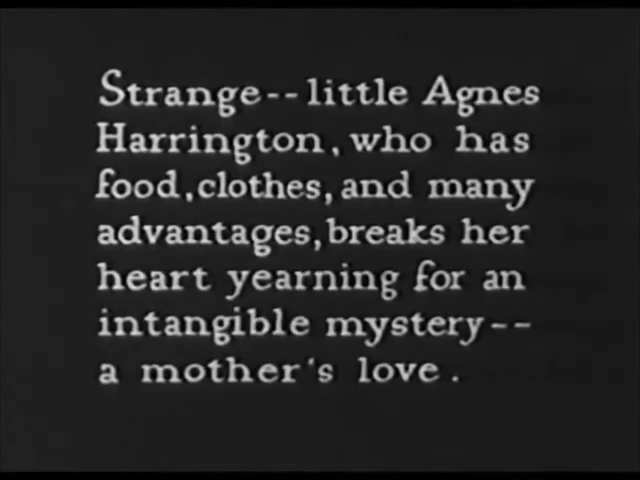 Strange--little Agnes
Harrington, who has
food, clothes, and many
advantages, breaks her
heart yearning for an
intangible mystery--
a mother's love.